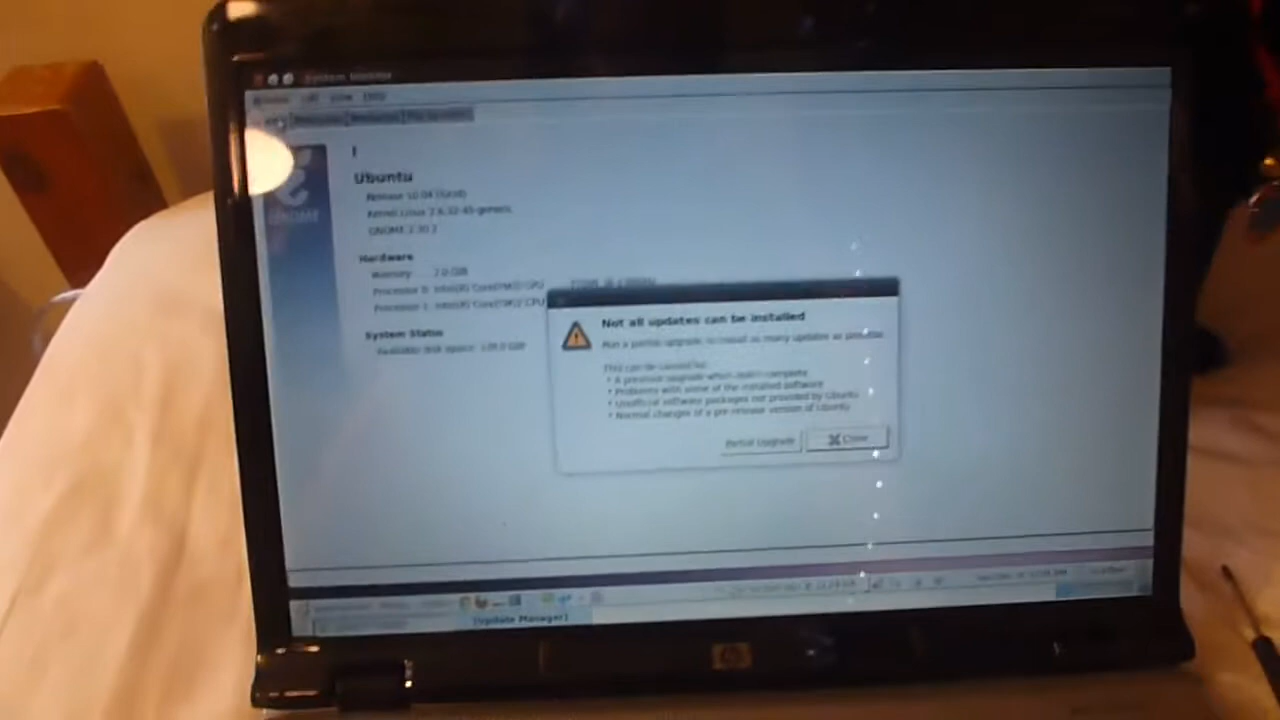 System Monitor
View Help
Ubuntu
Release 10.04 (lucid)
Kernel Linux 2.6.32-45-generic
GNOME 2.30.2
GNOME
Hardware
Memory: 2.0 GiB
Processor 0: Intel(R) Core(TM)2 CPU
Processor 1: Intel(R) Core(TM)2 CPU
System Status
Available disk space:
Not all updates can be installed
Run a partial upgrade, to install as many updates as possible.
This can be caused by:
• A previous upgrade which didn't complete
• Problems with some of the installed software
• Unofficial software packages not provided by Ubuntu
• Normal changes of a pre-release version of Ubuntu
Partial Upgrade
Close
[Update Manager]
hp